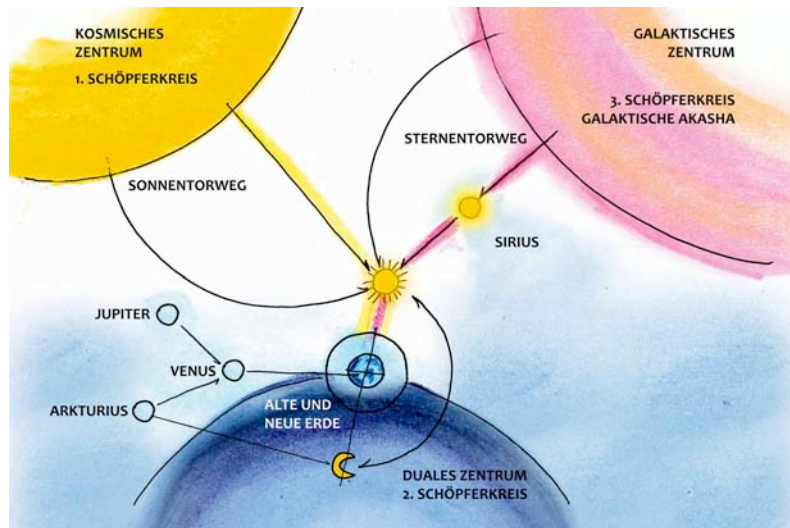 KOSMISCHES
ZENTRUM
1. SCHÖPFERKREIS
GALAKTISCHES
ZENTRUM
3. SCHÖPFERKREIS
GALAKTISCHE AKASHA
STERNENTORWEG
SONNENTORWEG
SIRIUS
JUPITER
VENUS
ARKTURIUS
ALTE UND
NEUE ERDE
DUALES ZENTRUM
2. SCHÖPFERKREIS